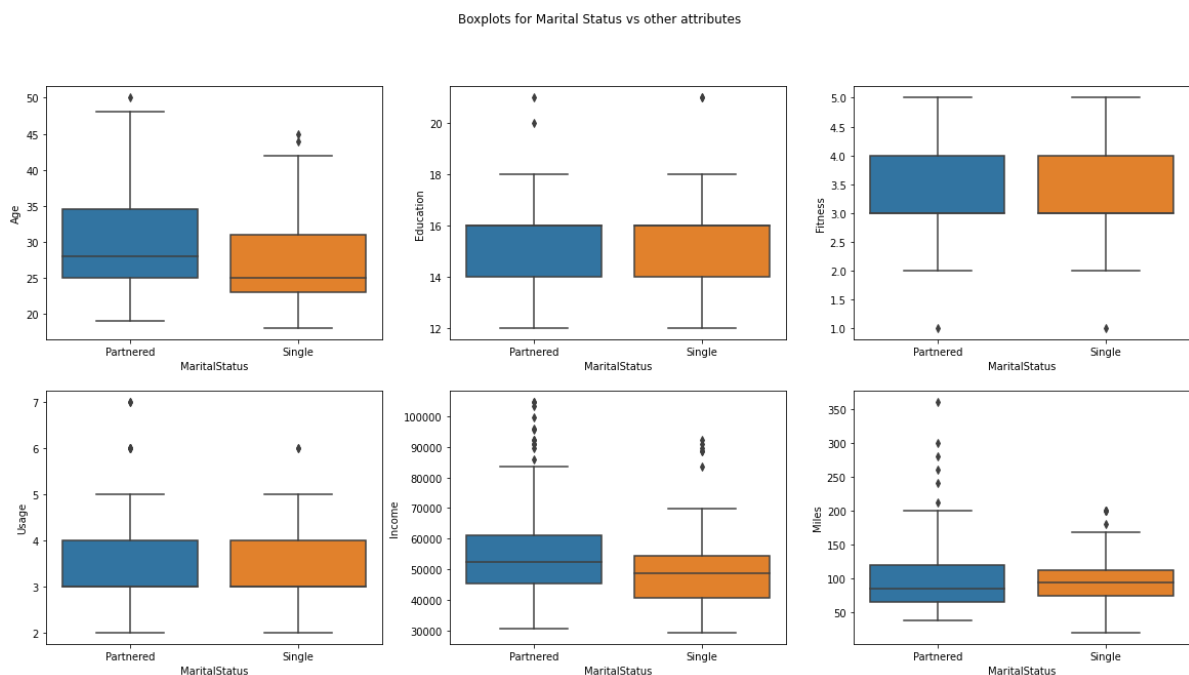 Boxplots for Marital Status vs other attributes
50
45
40
35
30
25
20
Age
Partnered Single
MaritalStatus
20
18
16
14
12
Education
Partnered Single
MaritalStatus
5.0
4.5
4.0
3.5
3.0
2.5
2.0
1.5
1.0
Fitness
Partnered Single
MaritalStatus
7
6
5
4
3
2
Usage
Partnered Single
MaritalStatus
100000
90000
80000
70000
60000
50000
40000
30000
Income
Partnered Single
MaritalStatus
350
300
250
200
150
100
50
Miles
Partnered Single
MaritalStatus